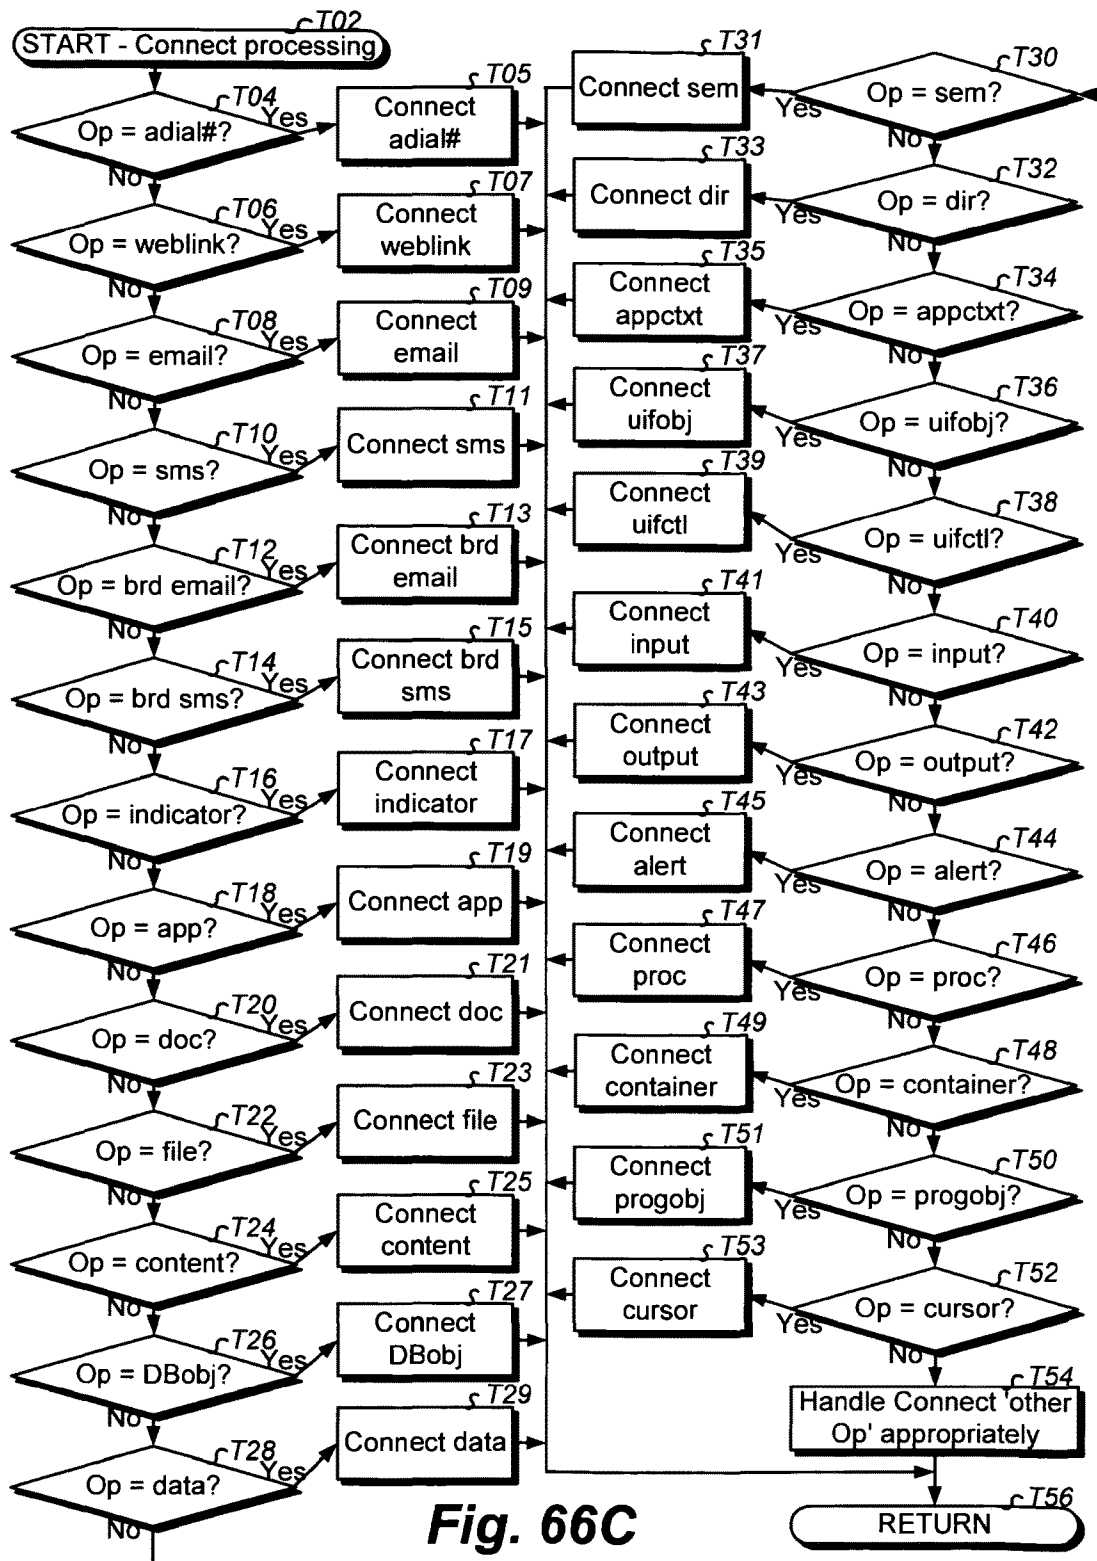 T02
START - Connect processing
T04
Op = adial#?
Yes
No
T05
Connect
adial#
T06
Op = weblink?
Yes
No
T07
Connect
weblink
T08
Op = email?
Yes
No
T09
Connect
email
T10
Op = sms?
Yes
No
T11
Connect sms
T12
Op = brd email?
Yes
No
T13
Connect brd
email
T14
Op = brd sms?
Yes
No
T15
Connect brd
sms
T16
Op = indicator?
Yes
No
T17
Connect
indicator
T18
Op = app?
Yes
No
T19
Connect app
T20
Op = doc?
Yes
No
T21
Connect doc
T22
Op = file?
Yes
No
T23
Connect file
T24
Op = content?
Yes
No
T25
Connect
content
T26
Op = DBobj?
Yes
No
T27
Connect
DBobj
T28
Op = data?
Yes
No
T29
Connect data
T30
Op = sem?
Yes
No
T31
Connect sem
T32
Op = dir?
Yes
No
T33
Connect dir
T34
Op = appctxt?
Yes
No
T35
Connect
appctxt
T36
Op = uifobj?
Yes
No
T37
Connect
uifobj
T38
Op = uifctl?
Yes
No
T39
Connect
uifctl
T40
Op = input?
Yes
No
T41
Connect
input
T42
Op = output?
Yes
No
T43
Connect
output
T44
Op = alert?
Yes
No
T45
Connect
alert
T46
Op = proc?
Yes
No
T47
Connect
proc
T48
Op = container?
Yes
No
T49
Connect
container
T50
Op = progobj?
Yes
No
T51
Connect
progobj
T52
Op = cursor?
Yes
No
T53
Connect
cursor
T54
Handle Connect 'other
Op' appropriately
T56
RETURN
Fig. 66C